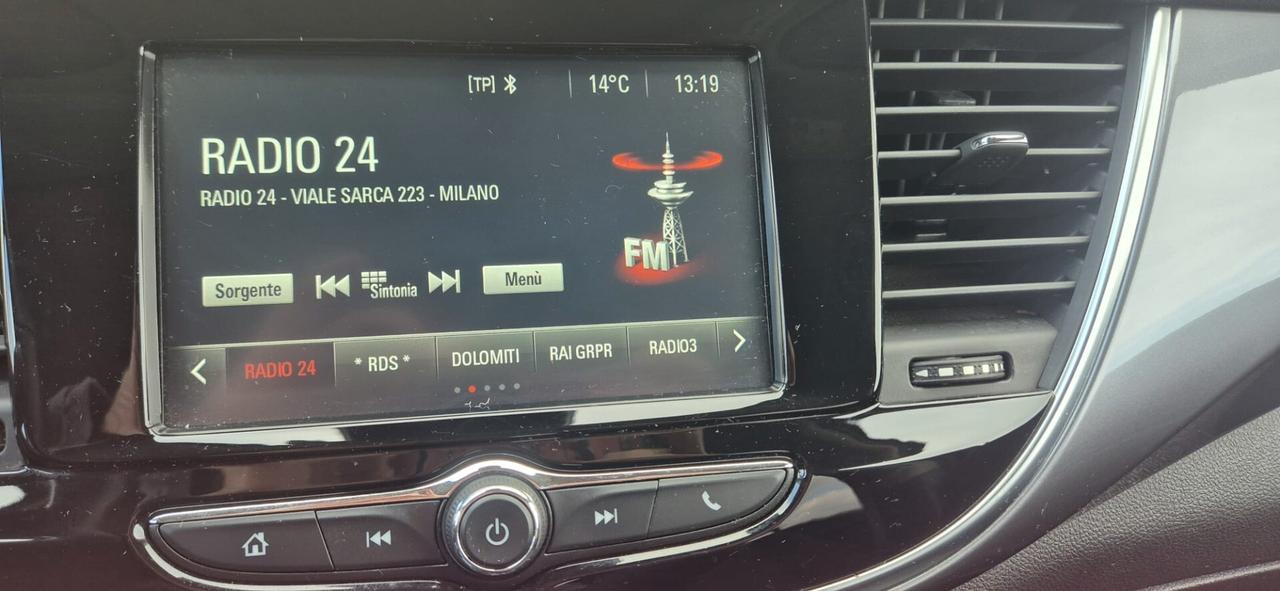 [TP] 14°C 13:19
RADIO 24
RADIO 24 - VIALE SARCA 223 - MILANO
FM
Sorgente Sintonia Menù
RADIO 24 * RDS * DOLOMITI RAI GRPR RADIO3